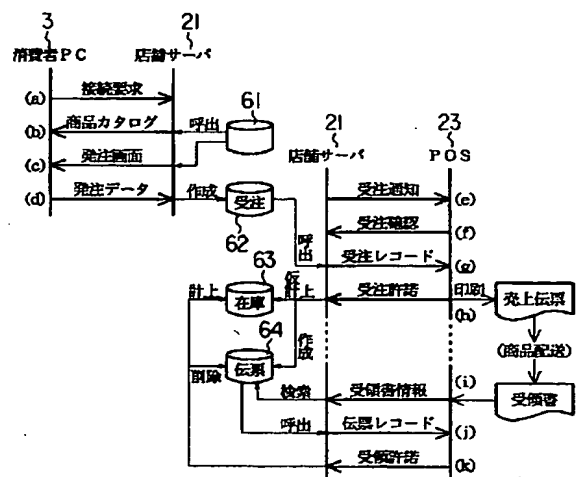 3
消費者PC
21
店舗サーバ
(a) 接続要求
(b) 商品カタログ 呼出
61
(c) 発注画面
(d) 発注データ 作成
受注
62
21
店舗サーバ
23
POS
受注通知 (e)
受注確認 (f)
呼出 受注レコード (g)
63
在庫
計上
仮計上
受注許諾 印刷
(h)
売上伝票
64
伝票
作成
削除
(商品配送)
検索 受領書情報 (i)
受領書
呼出 伝票レコード (j)
受領許諾 (k)